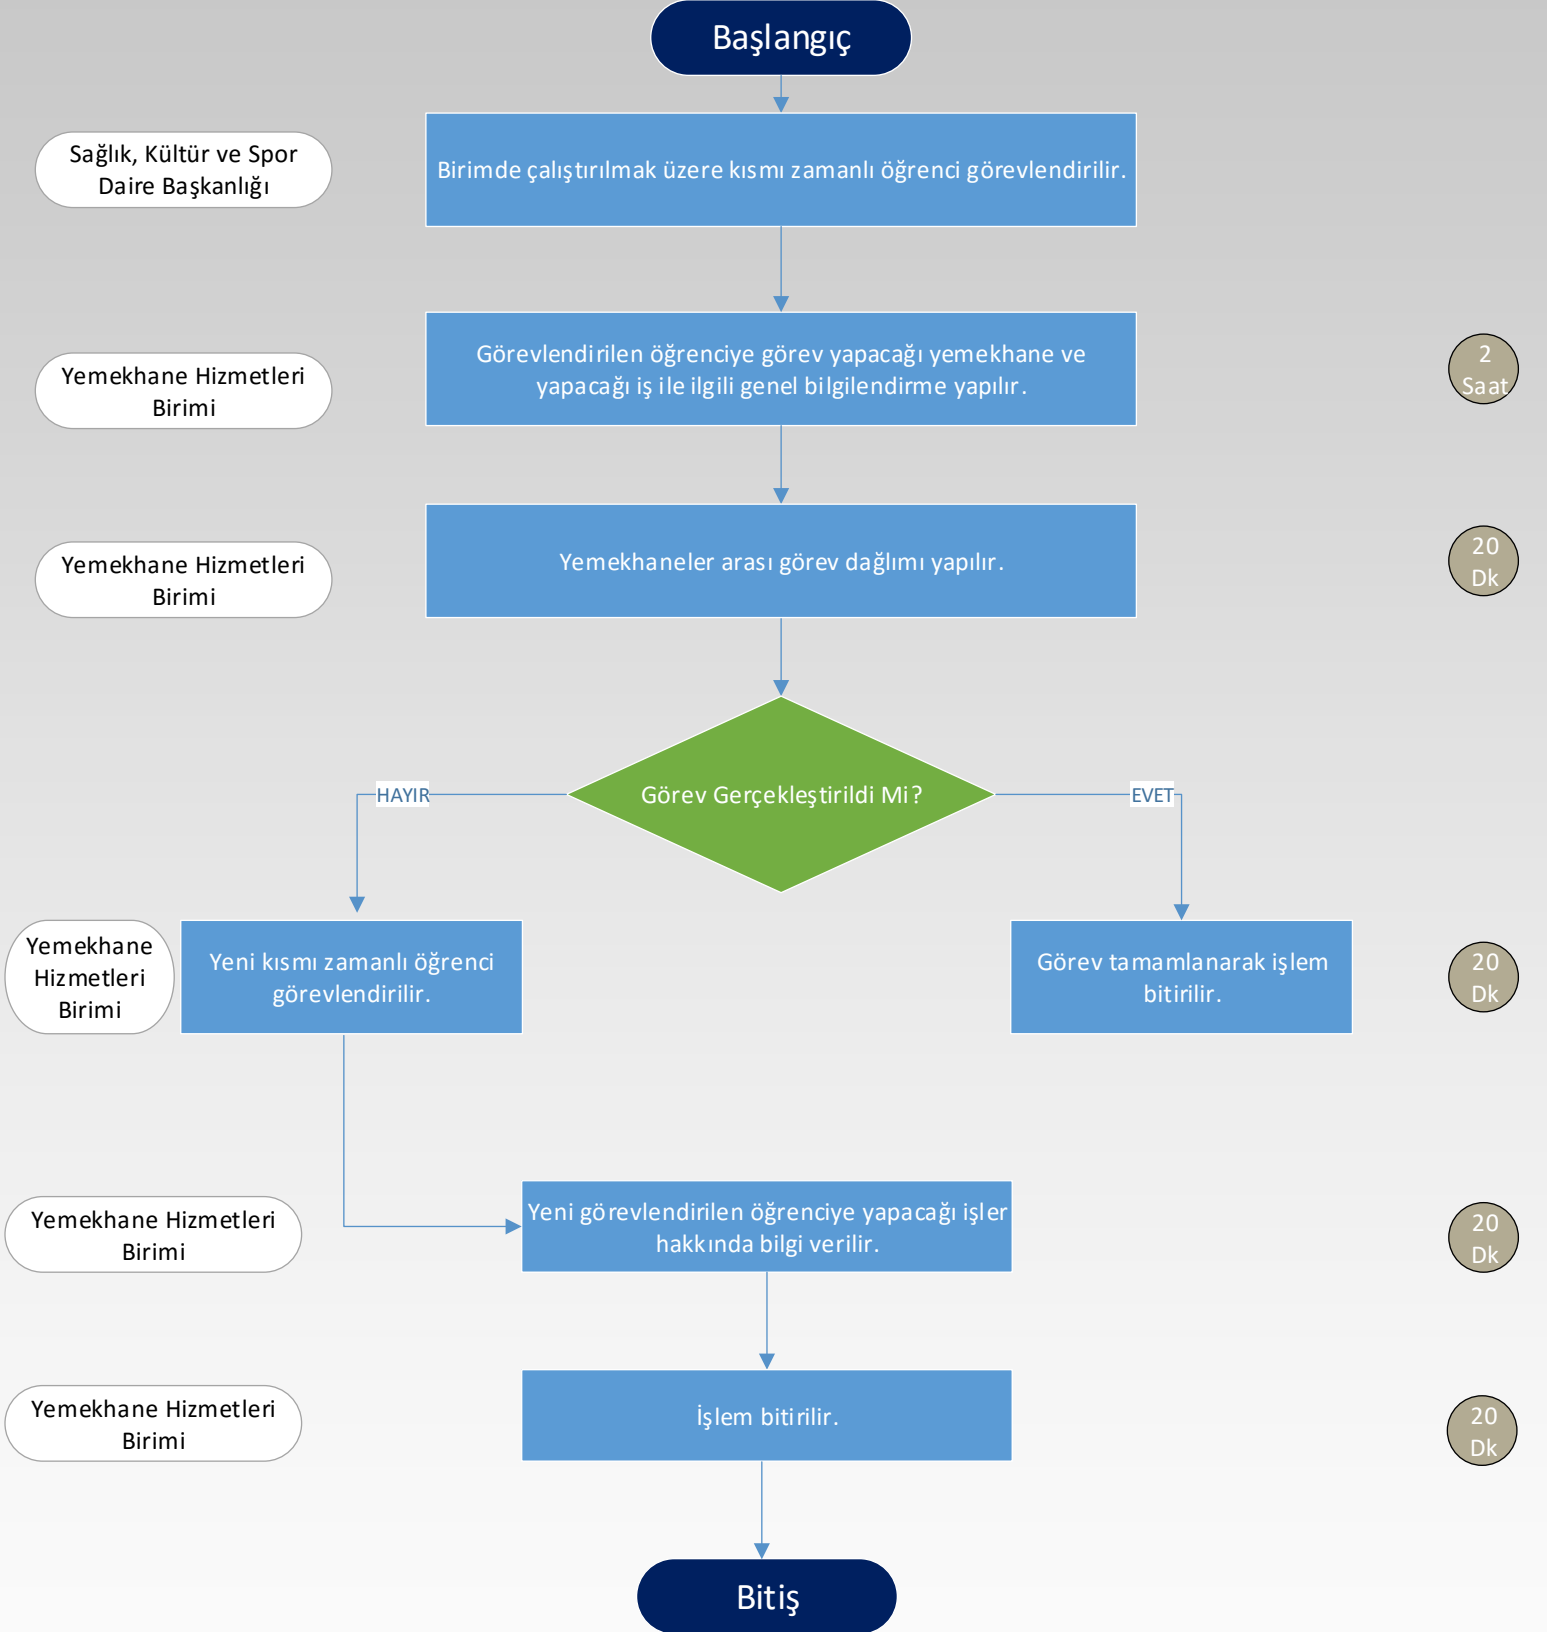 Başlangıç
Sağlık, Kültür ve Spor
Daire Başkanlığı
Birimde çalıştırılmak üzere kısmı zamanlı öğrenci görevlendirilir.
Yemekhane Hizmetleri
Birimi
Görevlendirilen öğrenciye görev yapacağı yemekhane ve
yapacağı iş ile ilgili genel bilgilendirme yapılır.
2
Saat
Yemekhane Hizmetleri
Birimi
Yemekhaneler arası görev dağlımı yapılır.
20
Dk
Görev Gerçekleştirildi Mi?
HAYIR
EVET
Yemekhane
Hizmetleri
Birimi
Yeni kısmı zamanlı öğrenci
görevlendirilir.
Görev tamamlanarak işlem
bitirilir.
20
Dk
Yemekhane Hizmetleri
Birimi
Yeni görevlendirilen öğrenciye yapacağı işler
hakkında bilgi verilir.
20
Dk
Yemekhane Hizmetleri
Birimi
İşlem bitirilir.
20
Dk
Bitiş